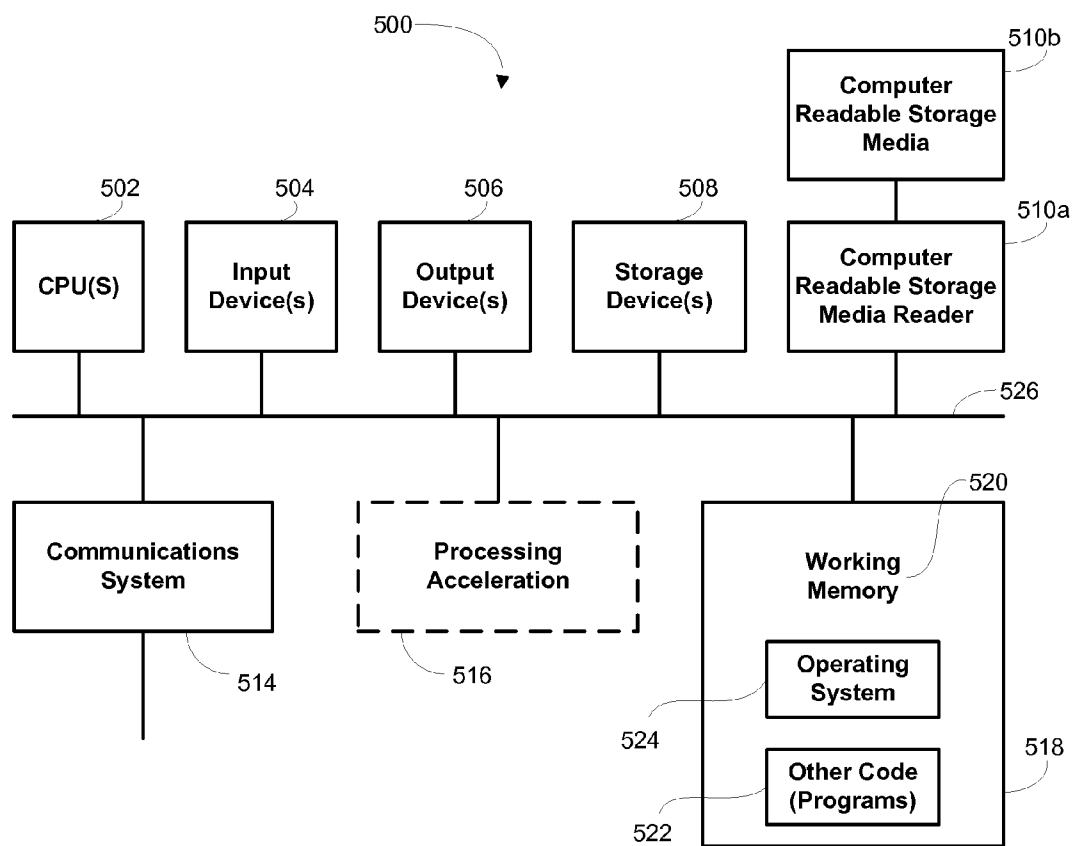 500
510b
Computer
Readable Storage
Media
502
504
506
508
510a
CPU(S)
Input
Device(s)
Output
Device(s)
Storage
Device(s)
Computer
Readable Storage
Media Reader
526
520
Communications
System
Processing
Acceleration
Working
Memory
514
516
Operating
System
524
518
Other Code
(Programs)
522